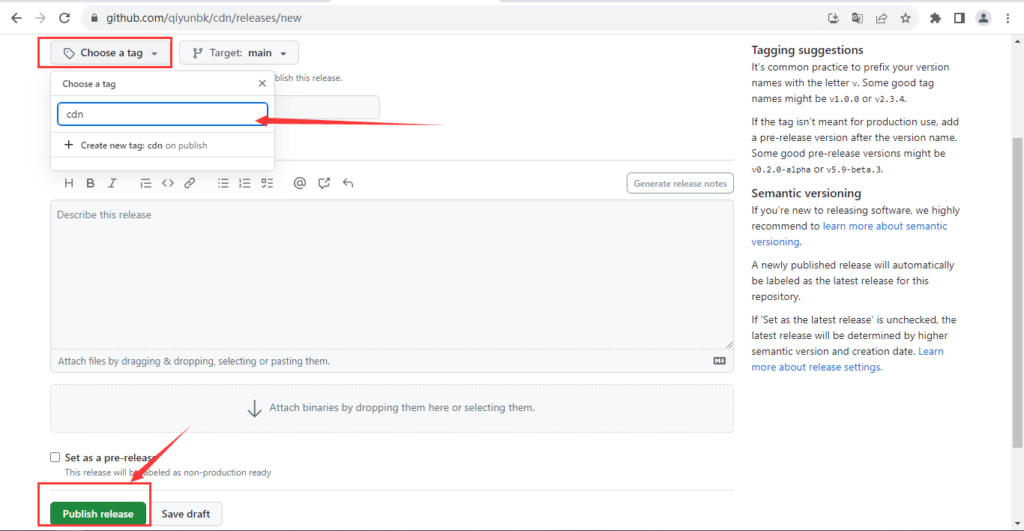 github.com/qiyunbk/cdn/releases/new
Choose a tag
Target: main
Choose a tag
blish this release.
cdn
Create new tag: cdn on publish
H B I
Generate release notes
Describe this release
Attach files by dragging & dropping, selecting or pasting them.
Attach binaries by dropping them here or selecting them.
Set as a pre-release
This release will be labeled as non-production ready
Publish release
Save draft
Tagging suggestions
It's common practice to prefix your version
names with the letter v. Some good tag
names might be v1.0.0 or v2.3.4.
If the tag isn't meant for production use, add
a pre-release version after the version name.
Some good pre-release versions might be
v0.2.0-alpha or v5.9-beta.3.
Semantic versioning
If you're new to releasing software, we highly
recommend to learn more about semantic
versioning.
A newly published release will automatically
be labeled as the latest release for this
repository.
If 'Set as the latest release' is unchecked, the
latest release will be determined by higher
semantic version and creation date. Learn
more about release settings.